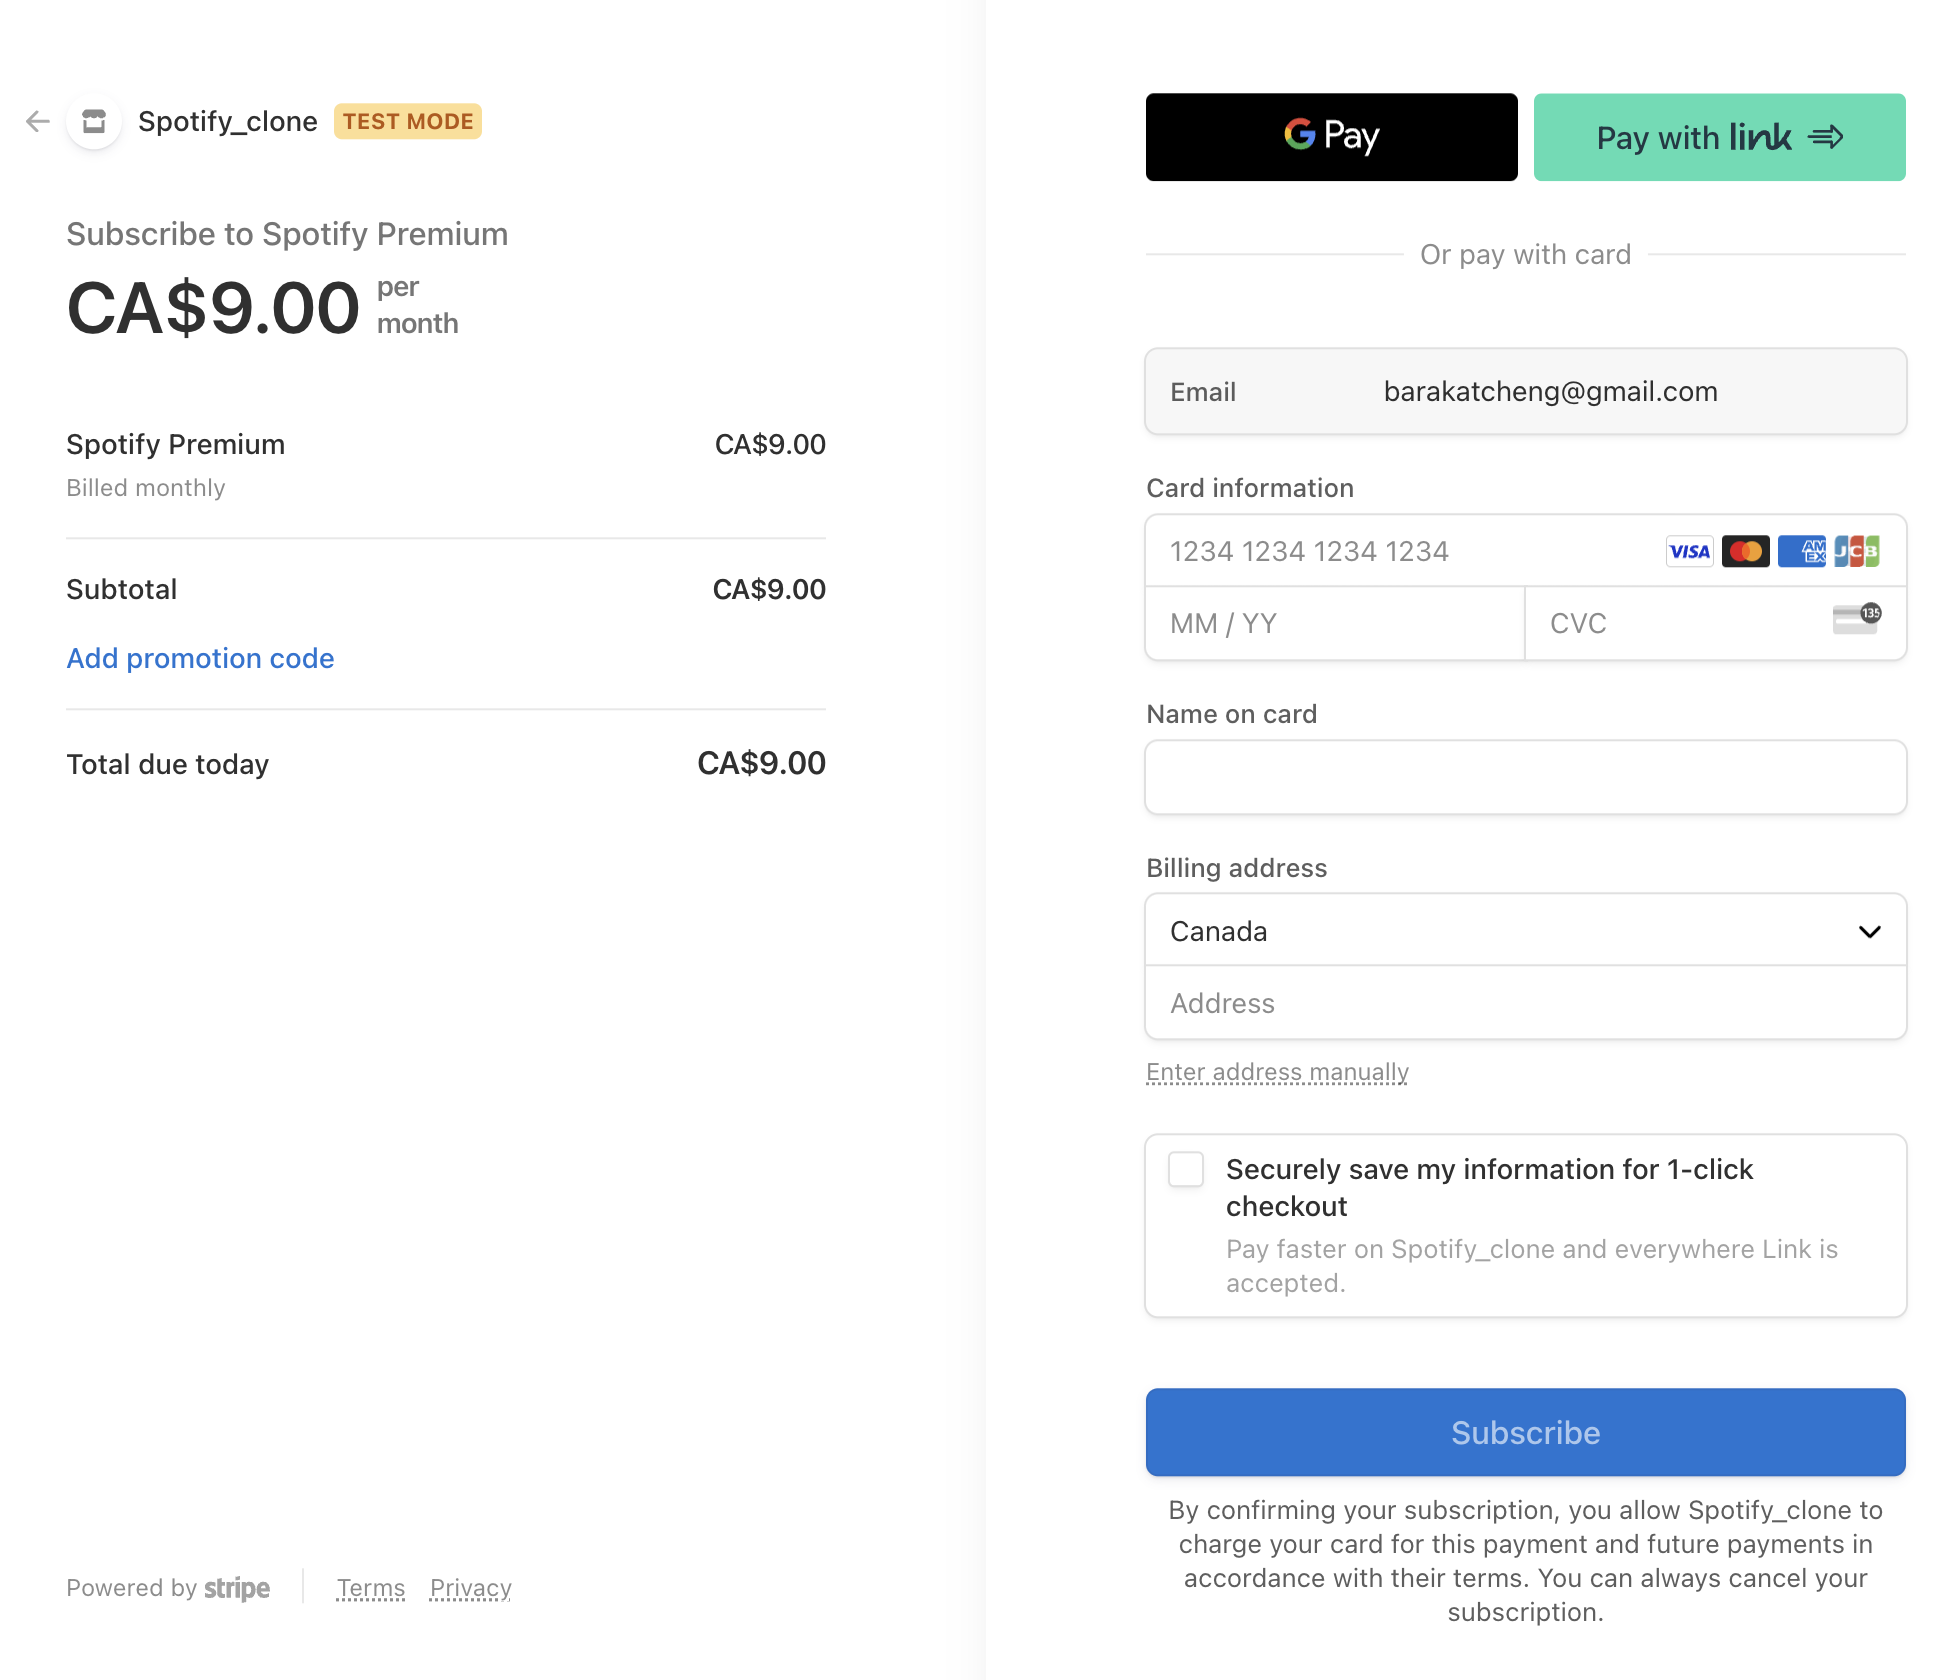 Spotify_clone TEST MODE
Subscribe to Spotify Premium
CA$9.00 per
month
Spotify Premium CA$9.00
Billed monthly
Subtotal CA$9.00
Add promotion code
Total due today CA$9.00
Powered by stripe Terms Privacy
G Pay Pay with link
Or pay with card
Email barakatcheng@gmail.com
Card information
1234 1234 1234 1234 VISA AM EX JCB
MM / YY CVC 135
Name on card
Billing address
Canada
Address
Enter address manually
Securely save my information for 1-click
checkout
Pay faster on Spotify_clone and everywhere Link is
accepted.
Subscribe
By confirming your subscription, you allow Spotify_clone to
charge your card for this payment and future payments in
accordance with their terms. You can always cancel your
subscription.